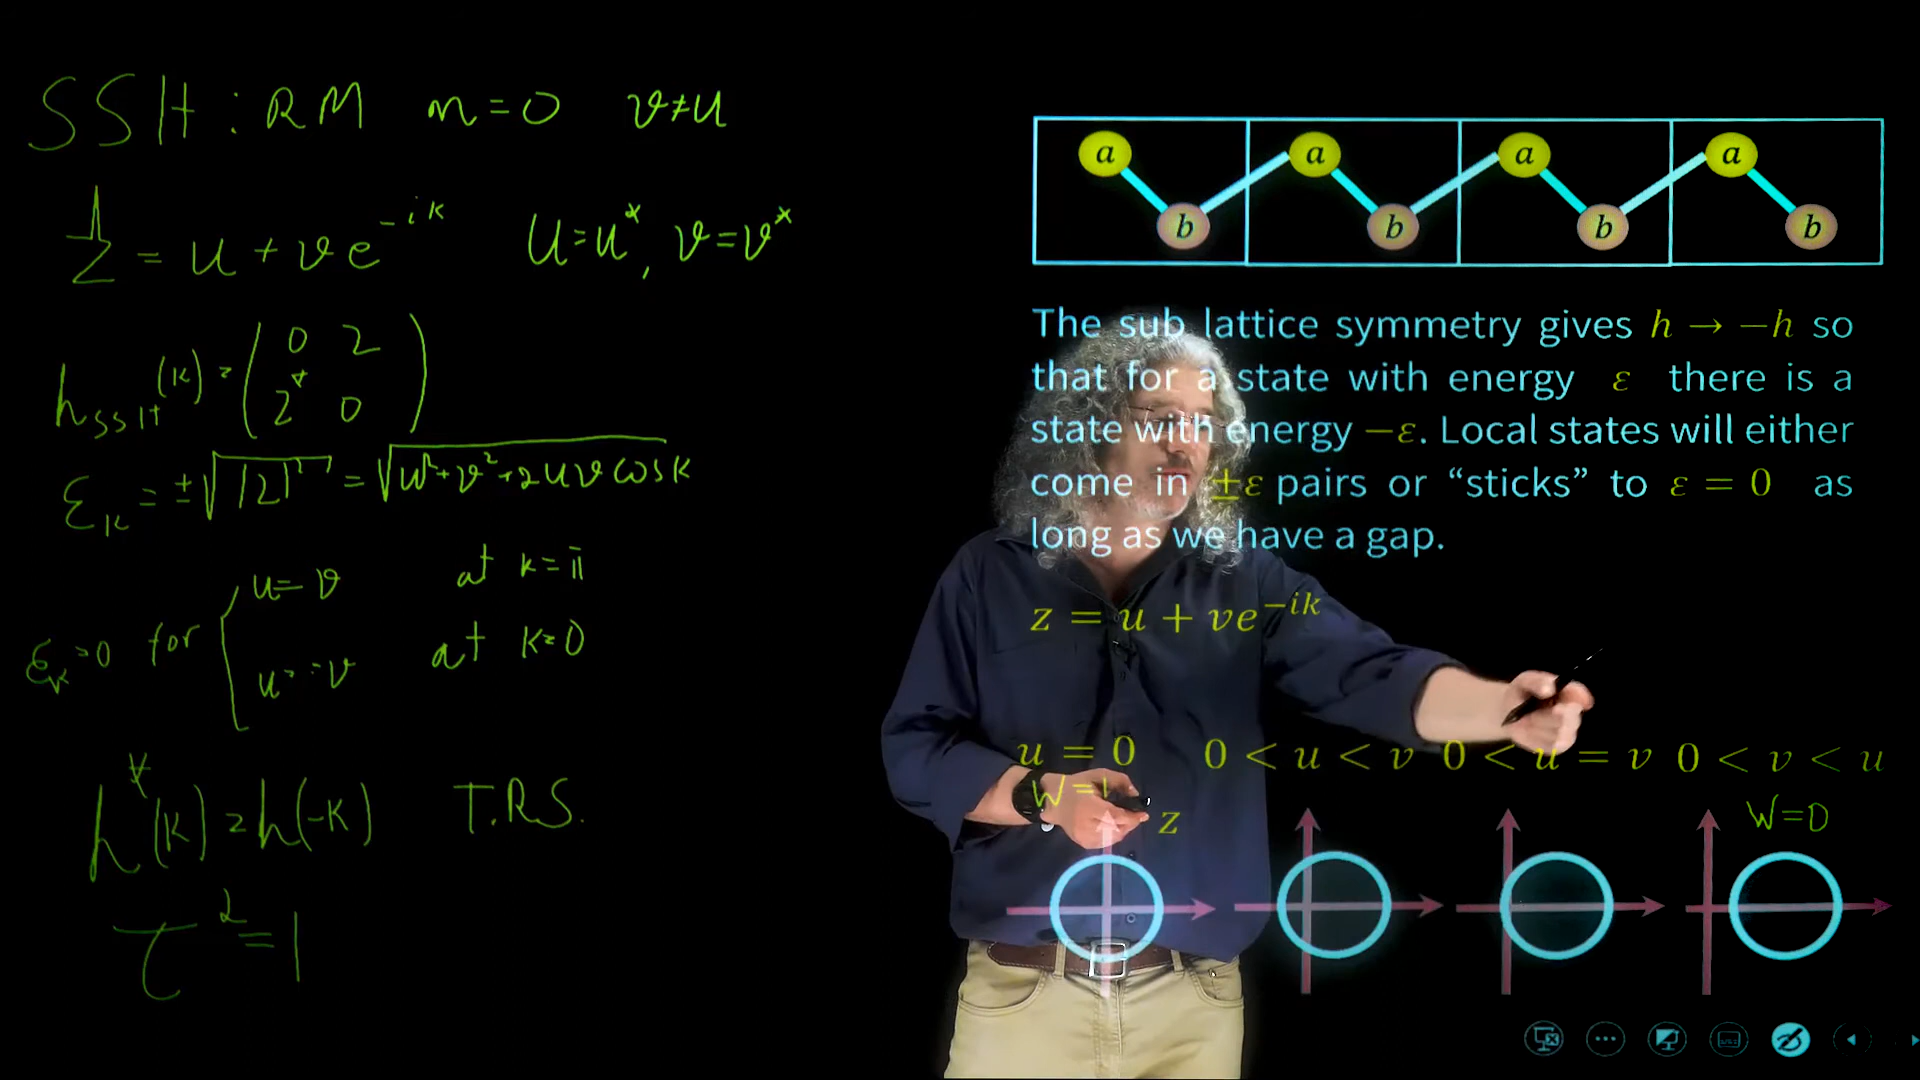 SSH : RM m=0 v≠u
z = u + v e^{-ik} u=u*, v=v*
h_{SSH}(k) = ( 0 z
z* 0 )
ε_k = ±√|z|² = √u²+v²+2uv cos k
ε_k=0 for { u=v at k=π
u=-v at k=0
h*(k) = h(-k) T.R.S.
τ² = 1
a a a a
b b b b
The sub lattice symmetry gives h → −h so
that for a state with energy ε there is a
state with energy −ε. Local states will either
come in ±ε pairs or “sticks” to ε = 0 as
long as we have a gap.
z = u + ve^{−ik}
u = 0 0 < u < v 0 < u = v 0 < v < u
W=1 z W=0